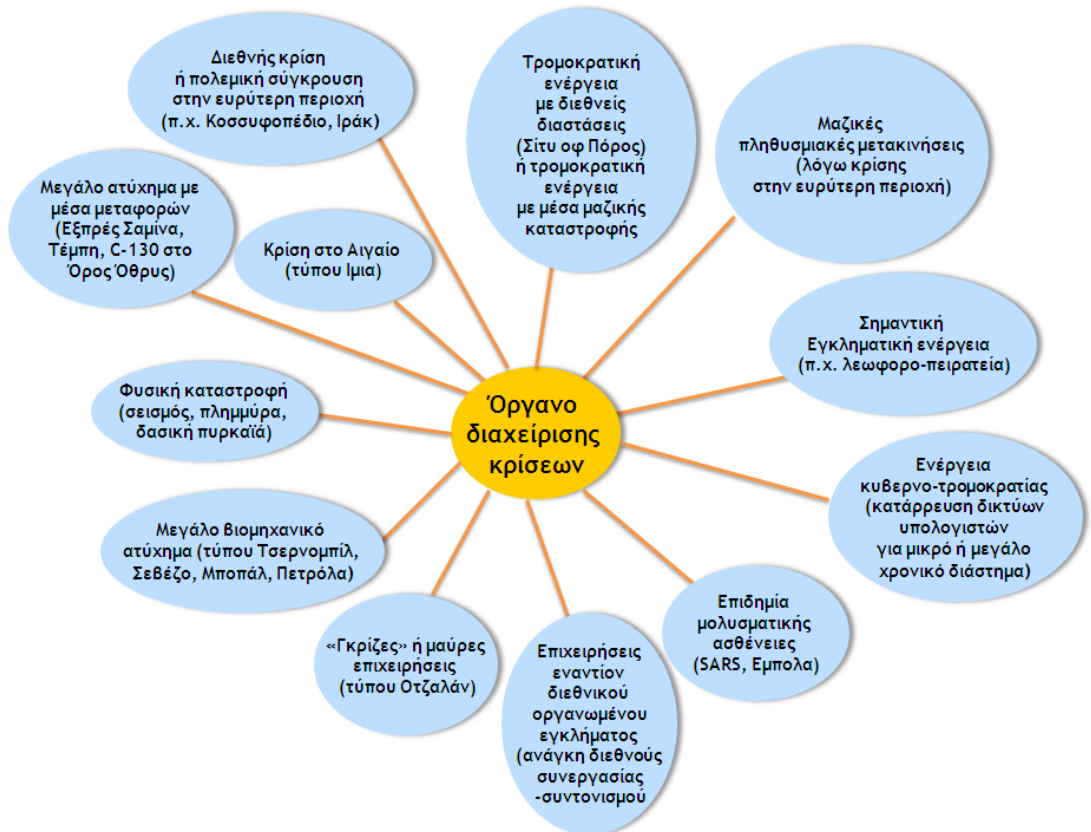 Διεθνής κρίση
ή πολεμική σύγκρουση
στην ευρύτερη περιοχή
(π.χ. Κοσσυφοπέδιο, Ιράκ)
Τρομοκρατική
ενέργεια
με διεθνείς
διαστάσεις
(Σίτυ οφ Πόρος)
ή τρομοκρατική
ενέργεια
με μέσα μαζικής
καταστροφής
Μαζικές
πληθυσμιακές μετακινήσεις
(λόγω κρίσης
στην ευρύτερη περιοχή)
Μεγάλο ατύχημα με
μέσα μεταφορών
(Εξπρές Σαμίνα,
Τέμπη, C-130 στο
Όρος Όθρυς)
Κρίση στο Αιγαίο
(τύπου Ιμια)
Σημαντική
Εγκληματική ενέργεια
(π.χ. λεωφορο-πειρατεία)
Φυσική καταστροφή
(σεισμός, πλημμύρα,
δασική πυρκαϊά)
Όργανο
διαχείρισης
κρίσεων
Ενέργεια
κυβερνο-τρομοκρατίας
(κατάρρευση δικτύων
υπολογιστών
για μικρό ή μεγάλο
χρονικό διάστημα)
Μεγάλο βιομηχανικό
ατύχημα (τύπου Τσερνομπίλ,
Σεβέζο, Μποπάλ, Πετρόλα)
Επιδημία
μολυσματικής
ασθένειες
(SARS, Εμπολα)
«Γκρίζες» ή μαύρες
επιχειρήσεις
(τύπου Οτζαλάν)
Επιχειρήσεις
εναντίον
διεθνικού
οργανωμένου
εγκλήματος
(ανάγκη διεθνούς
συνεργασίας
-συντονισμού